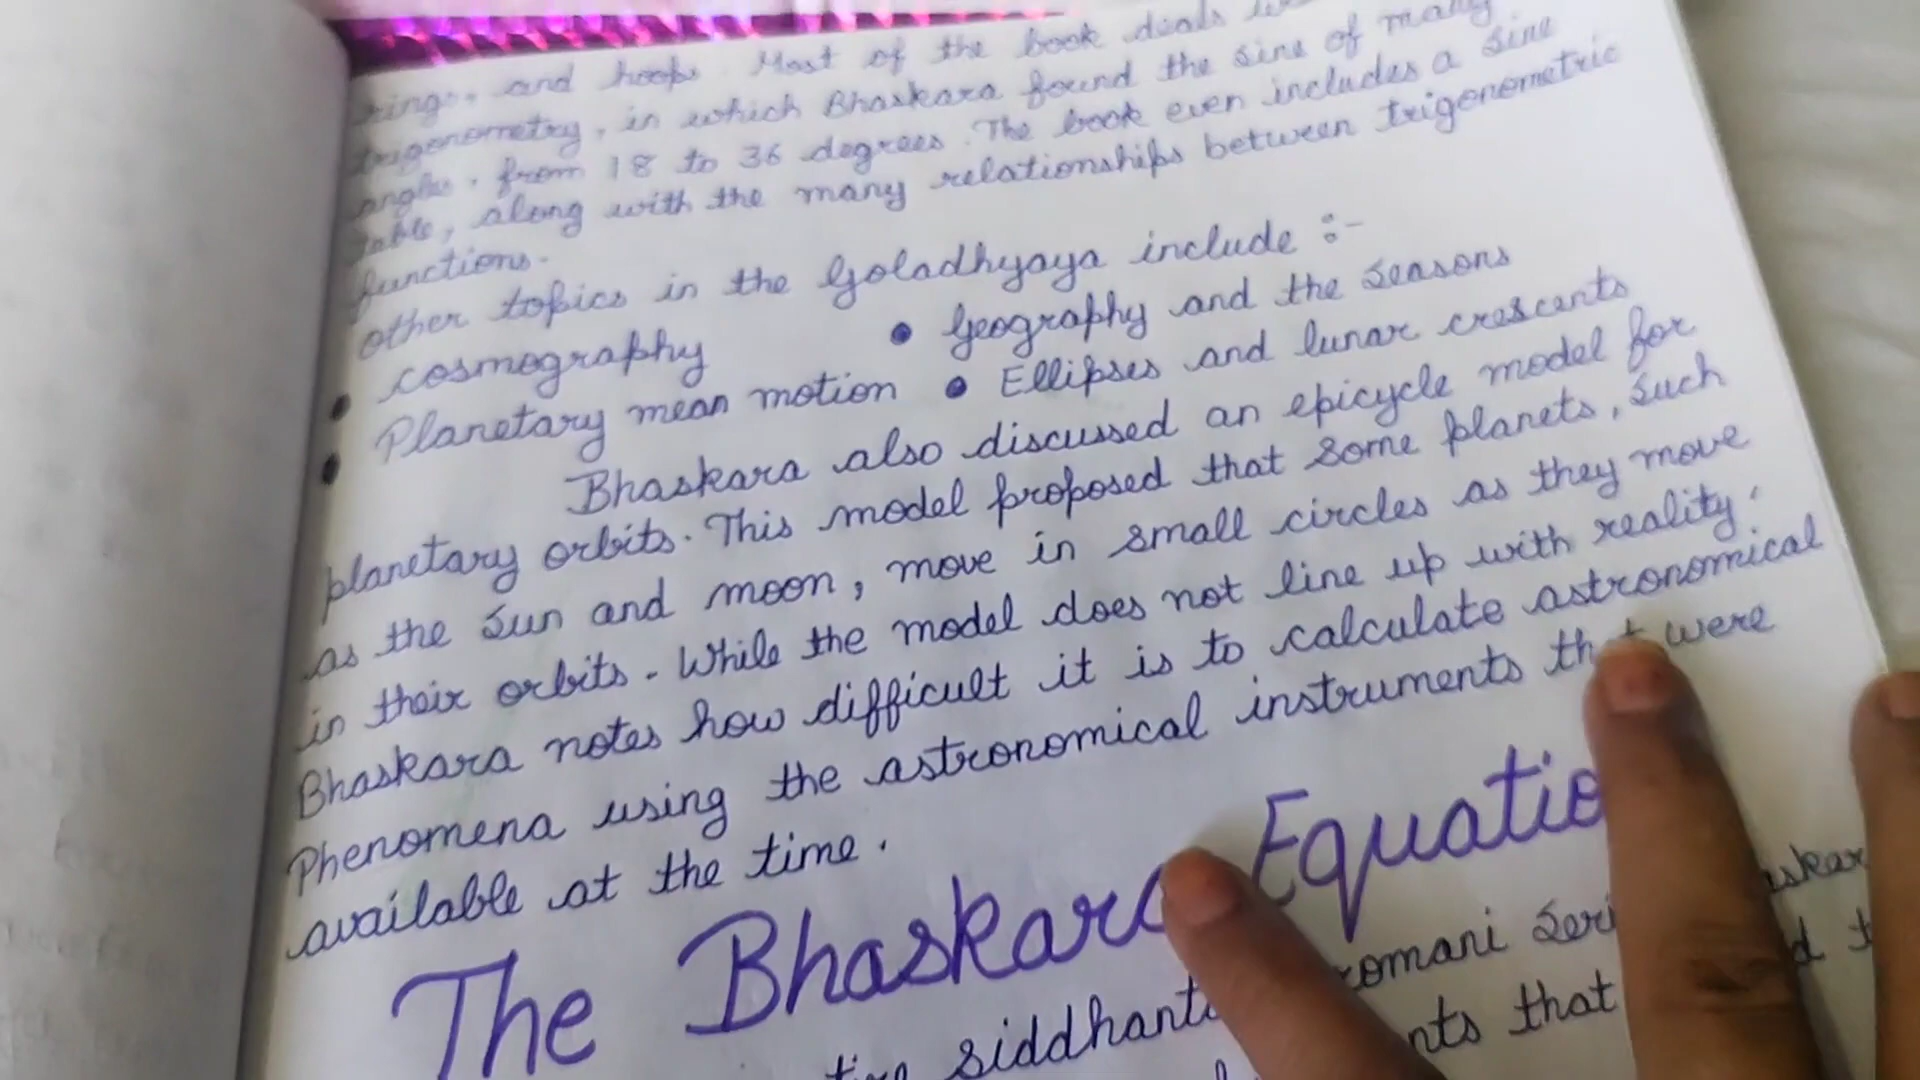 rings, and hoops. Most of the book deals
trigonometry, in which Bhaskara found the sine of many
angles, from 18 to 36 degrees. The book even includes a sine
table, along with the many relationships between trigonometric
functions.
other topics in the Goladhyaya include :-
• cosmography • Geography and the seasons
• Planetary mean motion • Ellipses and lunar crescents
Bhaskara also discussed an epicycle model for
planetary orbits. This model proposed that some planets, such
as the Sun and moon, move in small circles as they move
in their orbits. While the model does not line up with reality.
Bhaskara notes how difficult it is to calculate astronomical
Phenomena using the astronomical instruments that were
available at the time.
The Bhaskara Equatio
siddhant romani seri
nts that